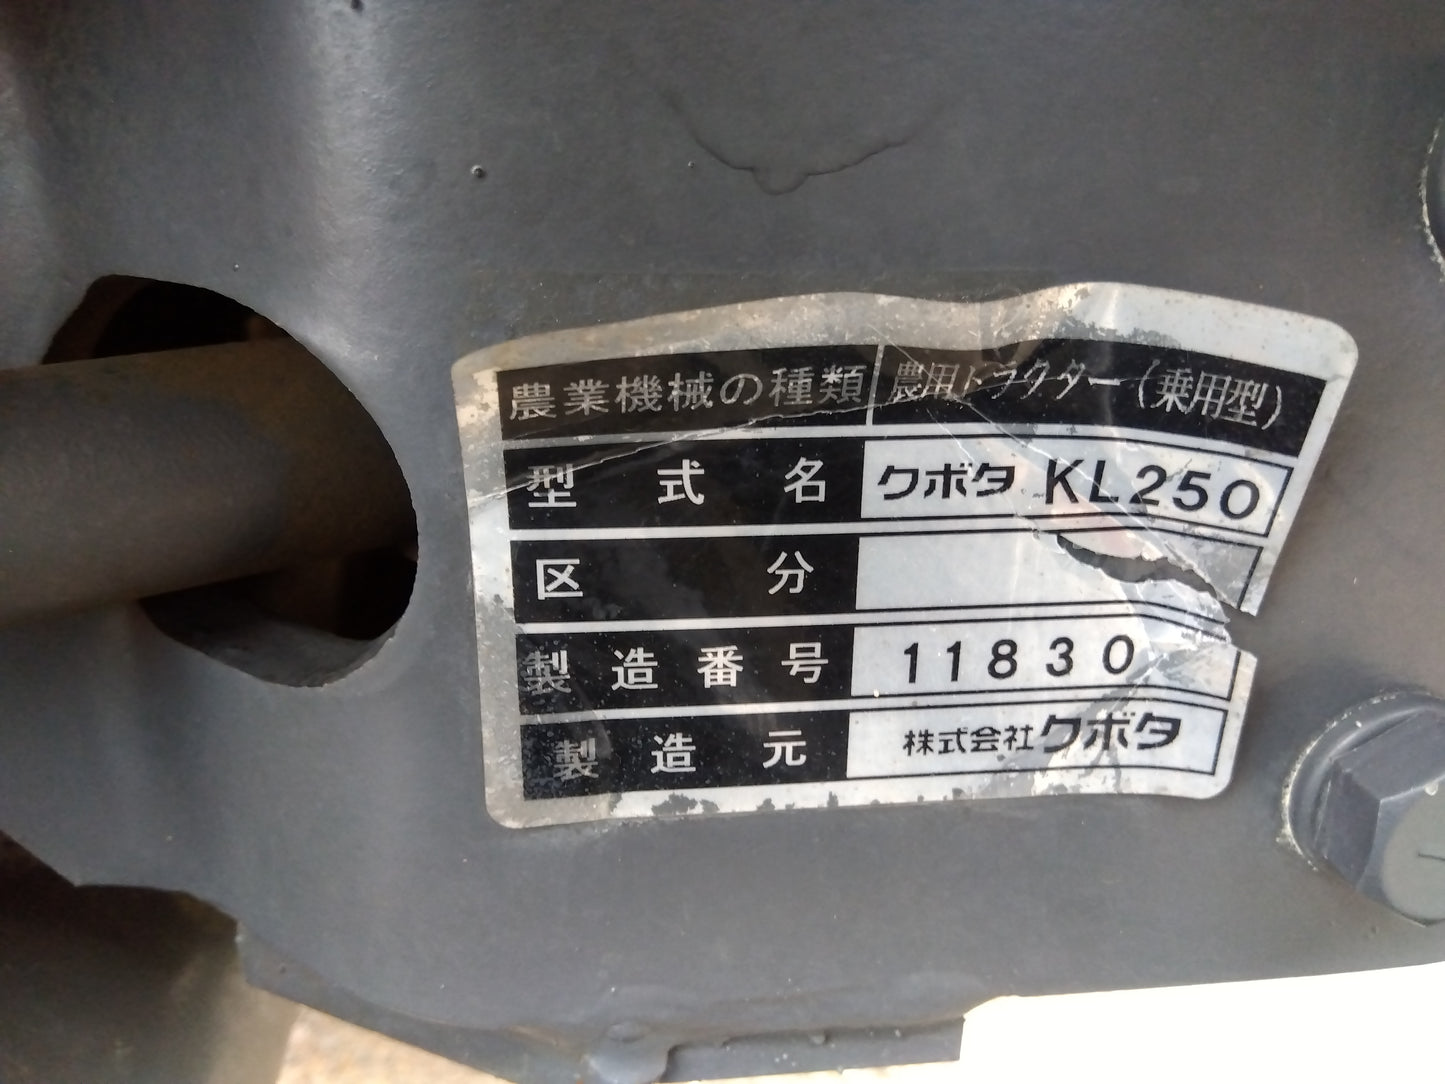 農業機械の種類 農用トラクター(乗用型)
型式名 クボタ KL250
区分
製造番号 11830
製造元 株式会社クボタ